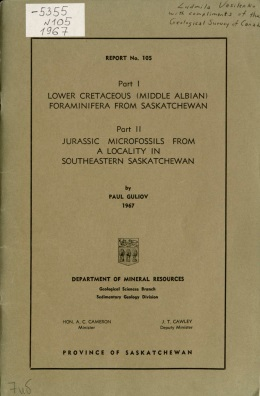 -5355
N105
1967
Ludmila
with compliments of the
Geological Survey of Canada
REPORT No. 105
Part I
LOWER CRETACEOUS (MIDDLE ALBIAN)
FORAMINIFERA FROM SASKATCHEWAN
Part II
JURASSIC MICROFOSSILS FROM
A LOCALITY IN
SOUTHEASTERN SASKATCHEWAN
by
PAUL GULIOV
1967
DEPARTMENT OF MINERAL RESOURCES
Geological Sciences Branch
Sedimentary Geology Division
HON. A. C. CAMERON J. T. CAWLEY
Minister Deputy Minister
PROVINCE OF SASKATCHEWAN